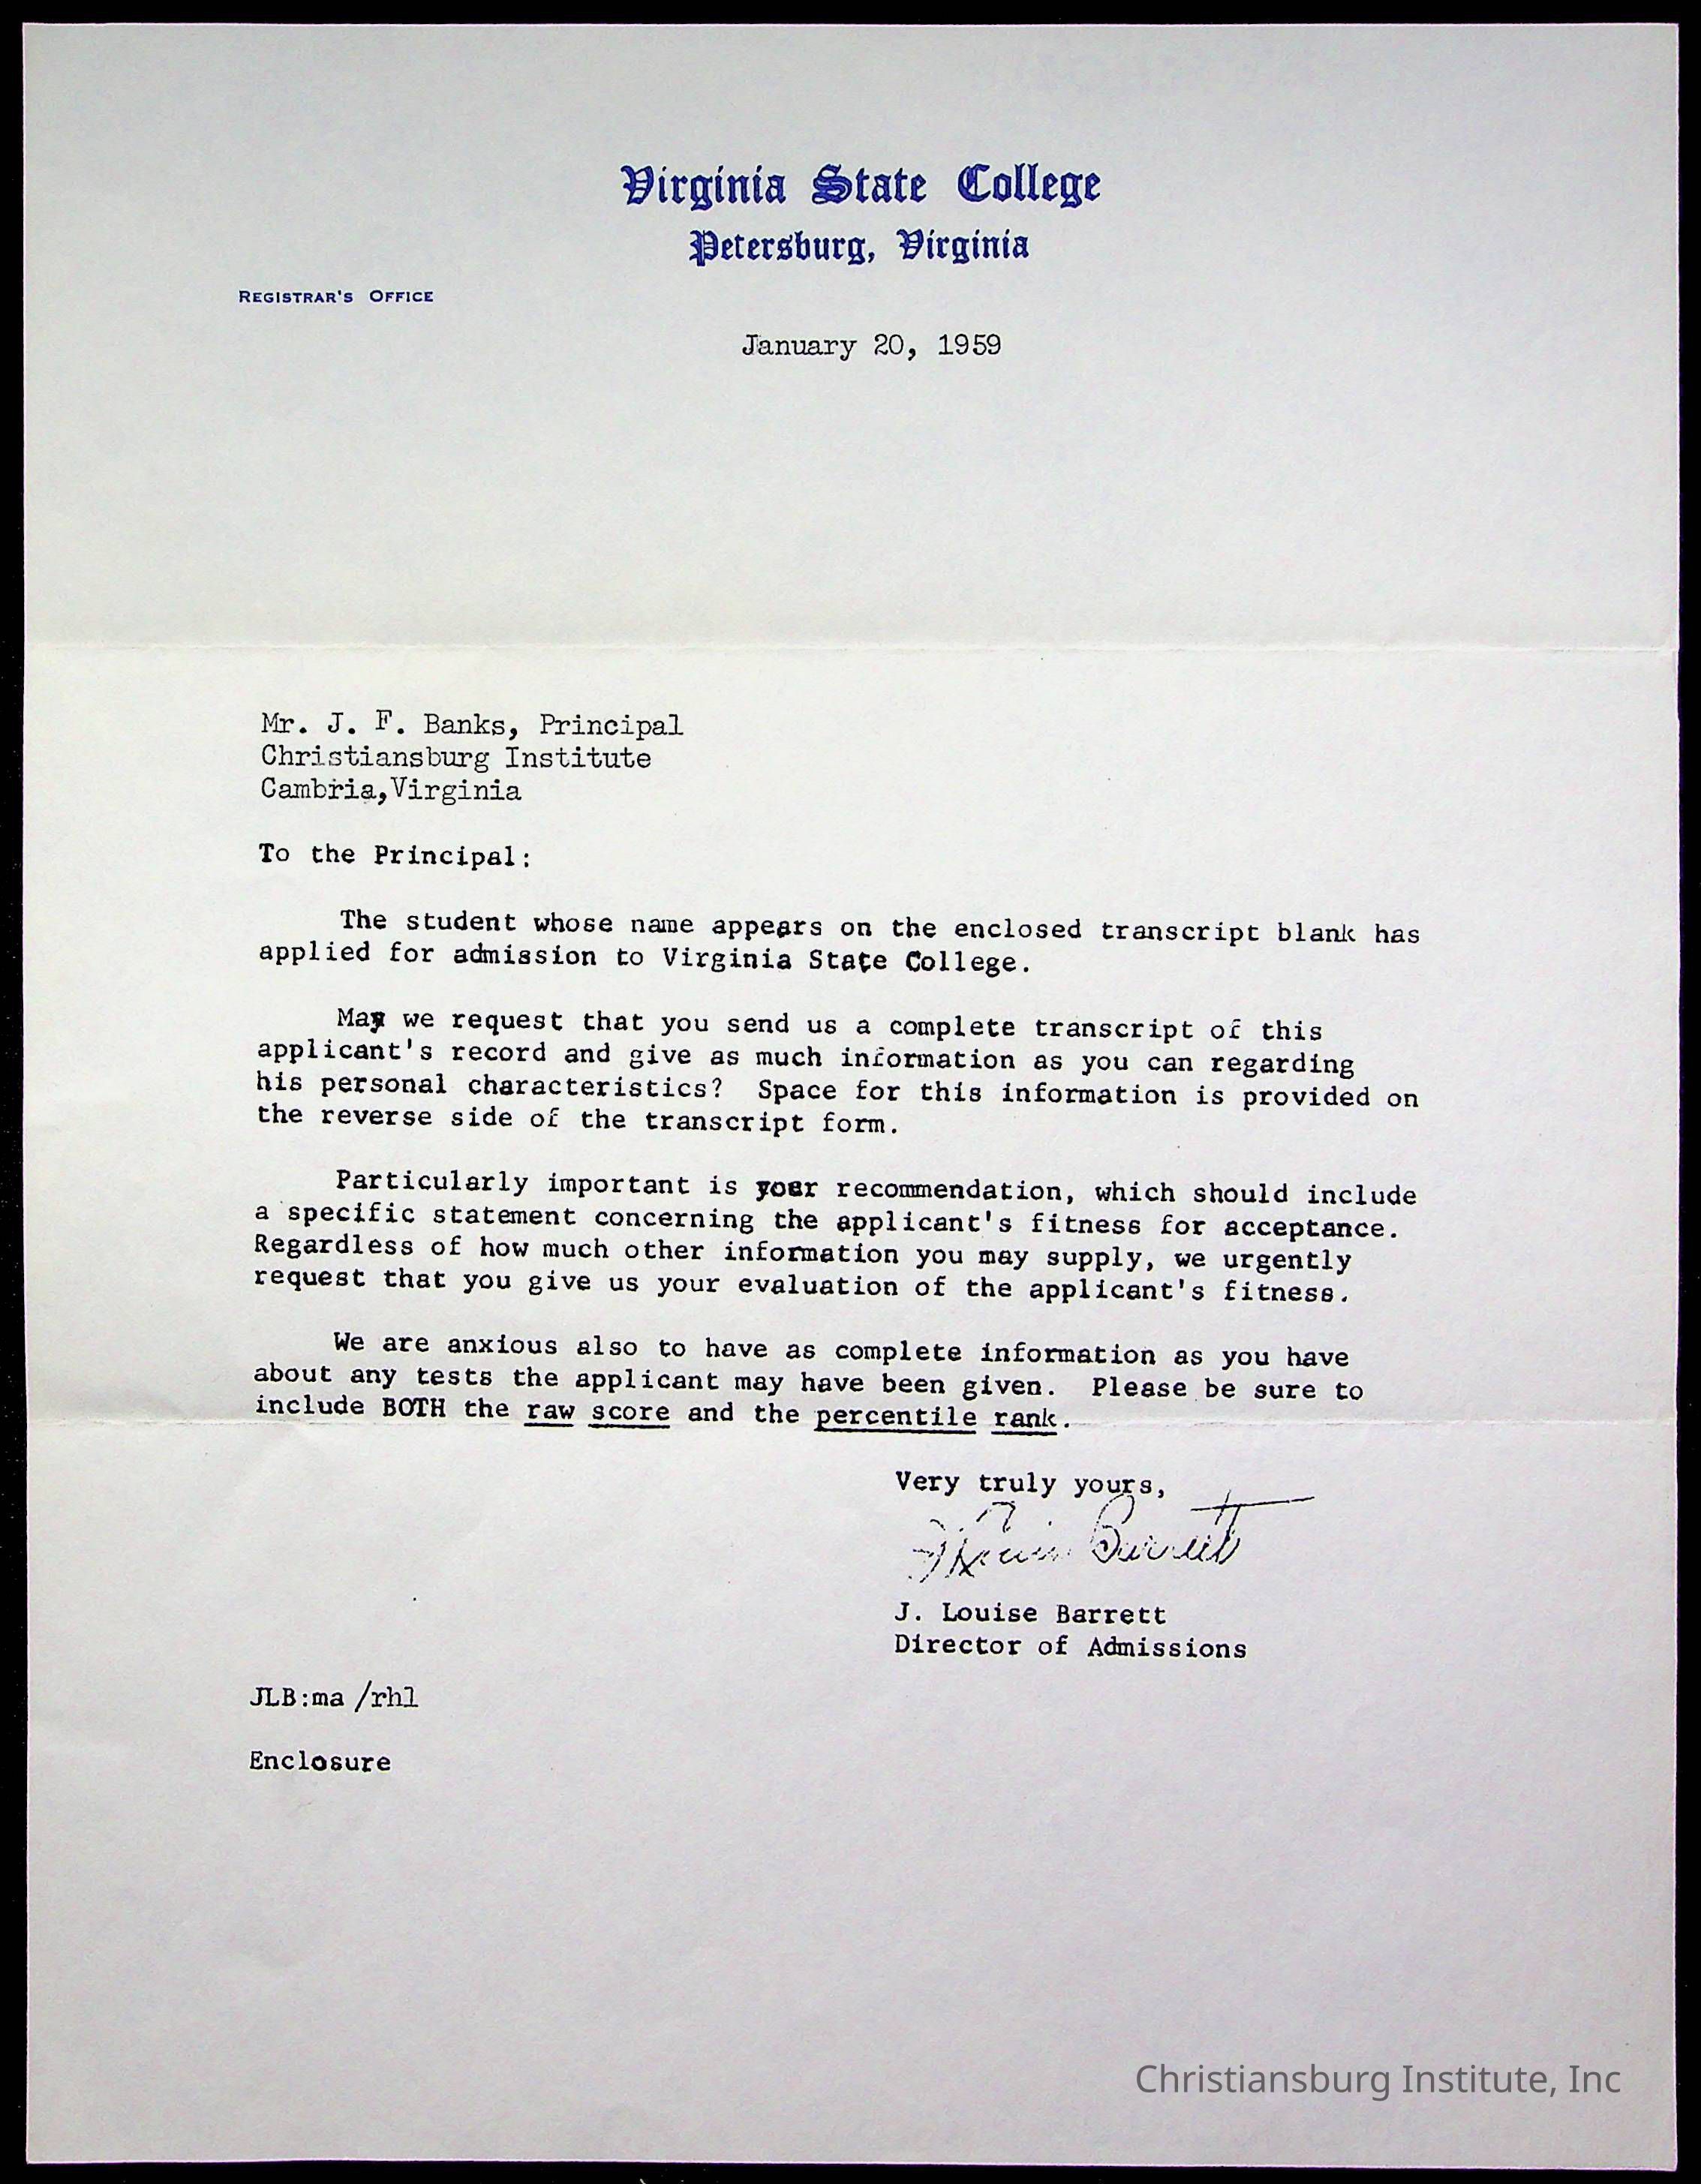 Virginia State College
Petersburg, Virginia
REGISTRAR'S OFFICE
January 20, 1959
Mr. J. F. Banks, Principal
Christiansburg Institute
Cambria,Virginia
To the Principal:
The student whose name appears on the enclosed transcript blank has
applied for admission to Virginia State College.
May we request that you send us a complete transcript of this
applicant's record and give as much information as you can regarding
his personal characteristics? Space for this information is provided on
the reverse side of the transcript form.
Particularly important is your recommendation, which should include
a specific statement concerning the applicant's fitness for acceptance.
Regardless of how much other information you may supply, we urgently
request that you give us your evaluation of the applicant's fitness.
We are anxious also to have as complete information as you have
about any tests the applicant may have been given. Please be sure to
include BOTH the raw score and the percentile rank.
Very truly yours,
Barrett
J. Louise Barrett
Director of Admissions
JLB:ma /rhl
Enclosure
Christiansburg Institute, Inc